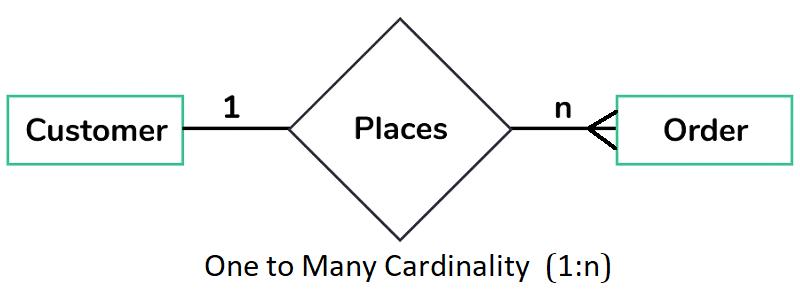 1
n
Customer
Places
Order
One to Many Cardinality (1:n)